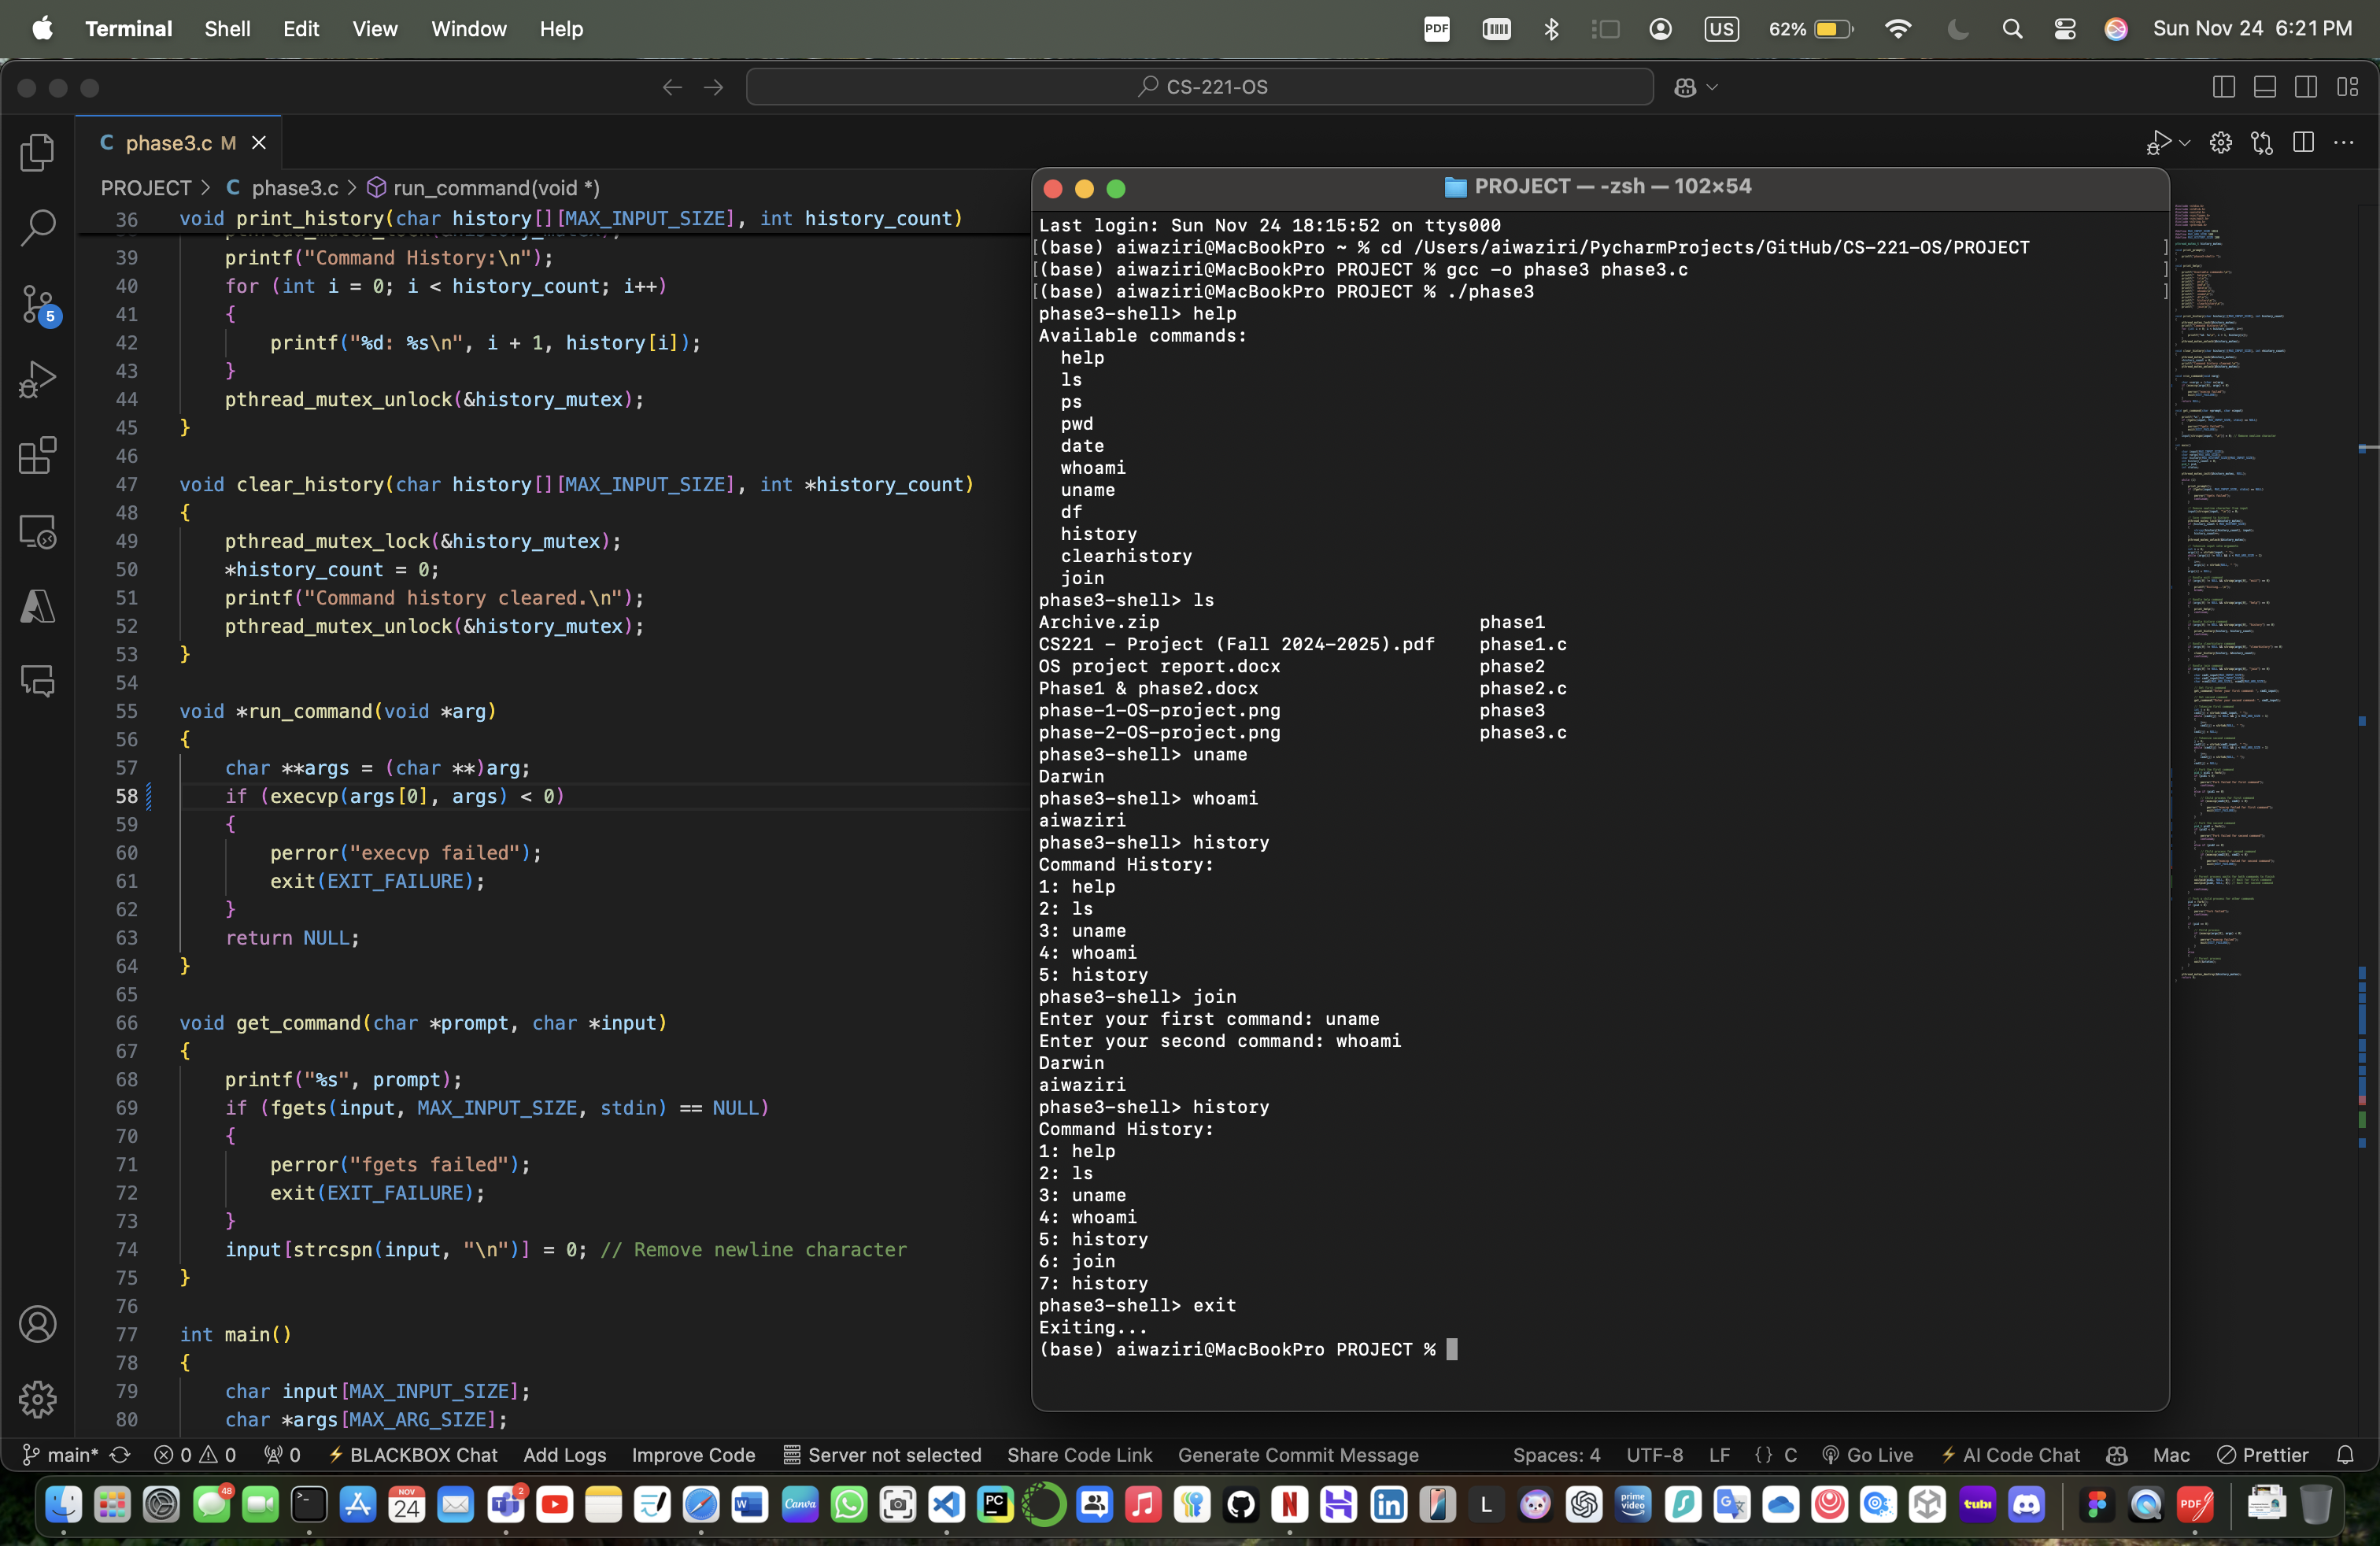 Terminal Shell Edit View Window Help PDF US 62% Sun Nov 24 6:21 PM
CS-221-OS
C phase3.c M
PROJECT > C phase3.c > run_command(void *)
36 void print_history(char history[][MAX_INPUT_SIZE], int history_count)
39 printf("Command History:\n");
40 for (int i = 0; i < history_count; i++)
41 {
42 printf("%d: %s\n", i + 1, history[i]);
43 }
44 pthread_mutex_unlock(&history_mutex);
45 }
46
47 void clear_history(char history[][MAX_INPUT_SIZE], int *history_count)
48 {
49 pthread_mutex_lock(&history_mutex);
50 *history_count = 0;
51 printf("Command history cleared.\n");
52 pthread_mutex_unlock(&history_mutex);
53 }
54
55 void *run_command(void *arg)
56 {
57 char **args = (char **)arg;
58 if (execvp(args[0], args) < 0)
59 {
60 perror("execvp failed");
61 exit(EXIT_FAILURE);
62 }
63 return NULL;
64 }
65
66 void get_command(char *prompt, char *input)
67 {
68 printf("%s", prompt);
69 if (fgets(input, MAX_INPUT_SIZE, stdin) == NULL)
70 {
71 perror("fgets failed");
72 exit(EXIT_FAILURE);
73 }
74 input[strcspn(input, "\n")] = 0; // Remove newline character
75 }
76
77 int main()
78 {
79 char input[MAX_INPUT_SIZE];
80 char *args[MAX_ARG_SIZE];
5
PROJECT — -zsh — 102×54
Last login: Sun Nov 24 18:15:52 on ttys000
[(base) aiwaziri@MacBookPro ~ % cd /Users/aiwaziri/PycharmProjects/GitHub/CS-221-OS/PROJECT ]
[(base) aiwaziri@MacBookPro PROJECT % gcc -o phase3 phase3.c ]
[(base) aiwaziri@MacBookPro PROJECT % ./phase3 ]
phase3-shell> help
Available commands:
help
ls
ps
pwd
date
whoami
uname
df
history
clearhistory
join
phase3-shell> ls
Archive.zip phase1
CS221 - Project (Fall 2024-2025).pdf phase1.c
OS project report.docx phase2
Phase1 & phase2.docx phase2.c
phase-1-OS-project.png phase3
phase-2-OS-project.png phase3.c
phase3-shell> uname
Darwin
phase3-shell> whoami
aiwaziri
phase3-shell> history
Command History:
1: help
2: ls
3: uname
4: whoami
5: history
phase3-shell> join
Enter your first command: uname
Enter your second command: whoami
Darwin
aiwaziri
phase3-shell> history
Command History:
1: help
2: ls
3: uname
4: whoami
5: history
6: join
7: history
phase3-shell> exit
Exiting...
(base) aiwaziri@MacBookPro PROJECT %
main* 0 0 0 BLACKBOX Chat Add Logs Improve Code Server not selected Share Code Link Generate Commit Message Spaces: 4 UTF-8 LF {} C Go Live AI Code Chat Mac Prettier
48 NOV 24 2 Canva PC L prime video tubi PDF